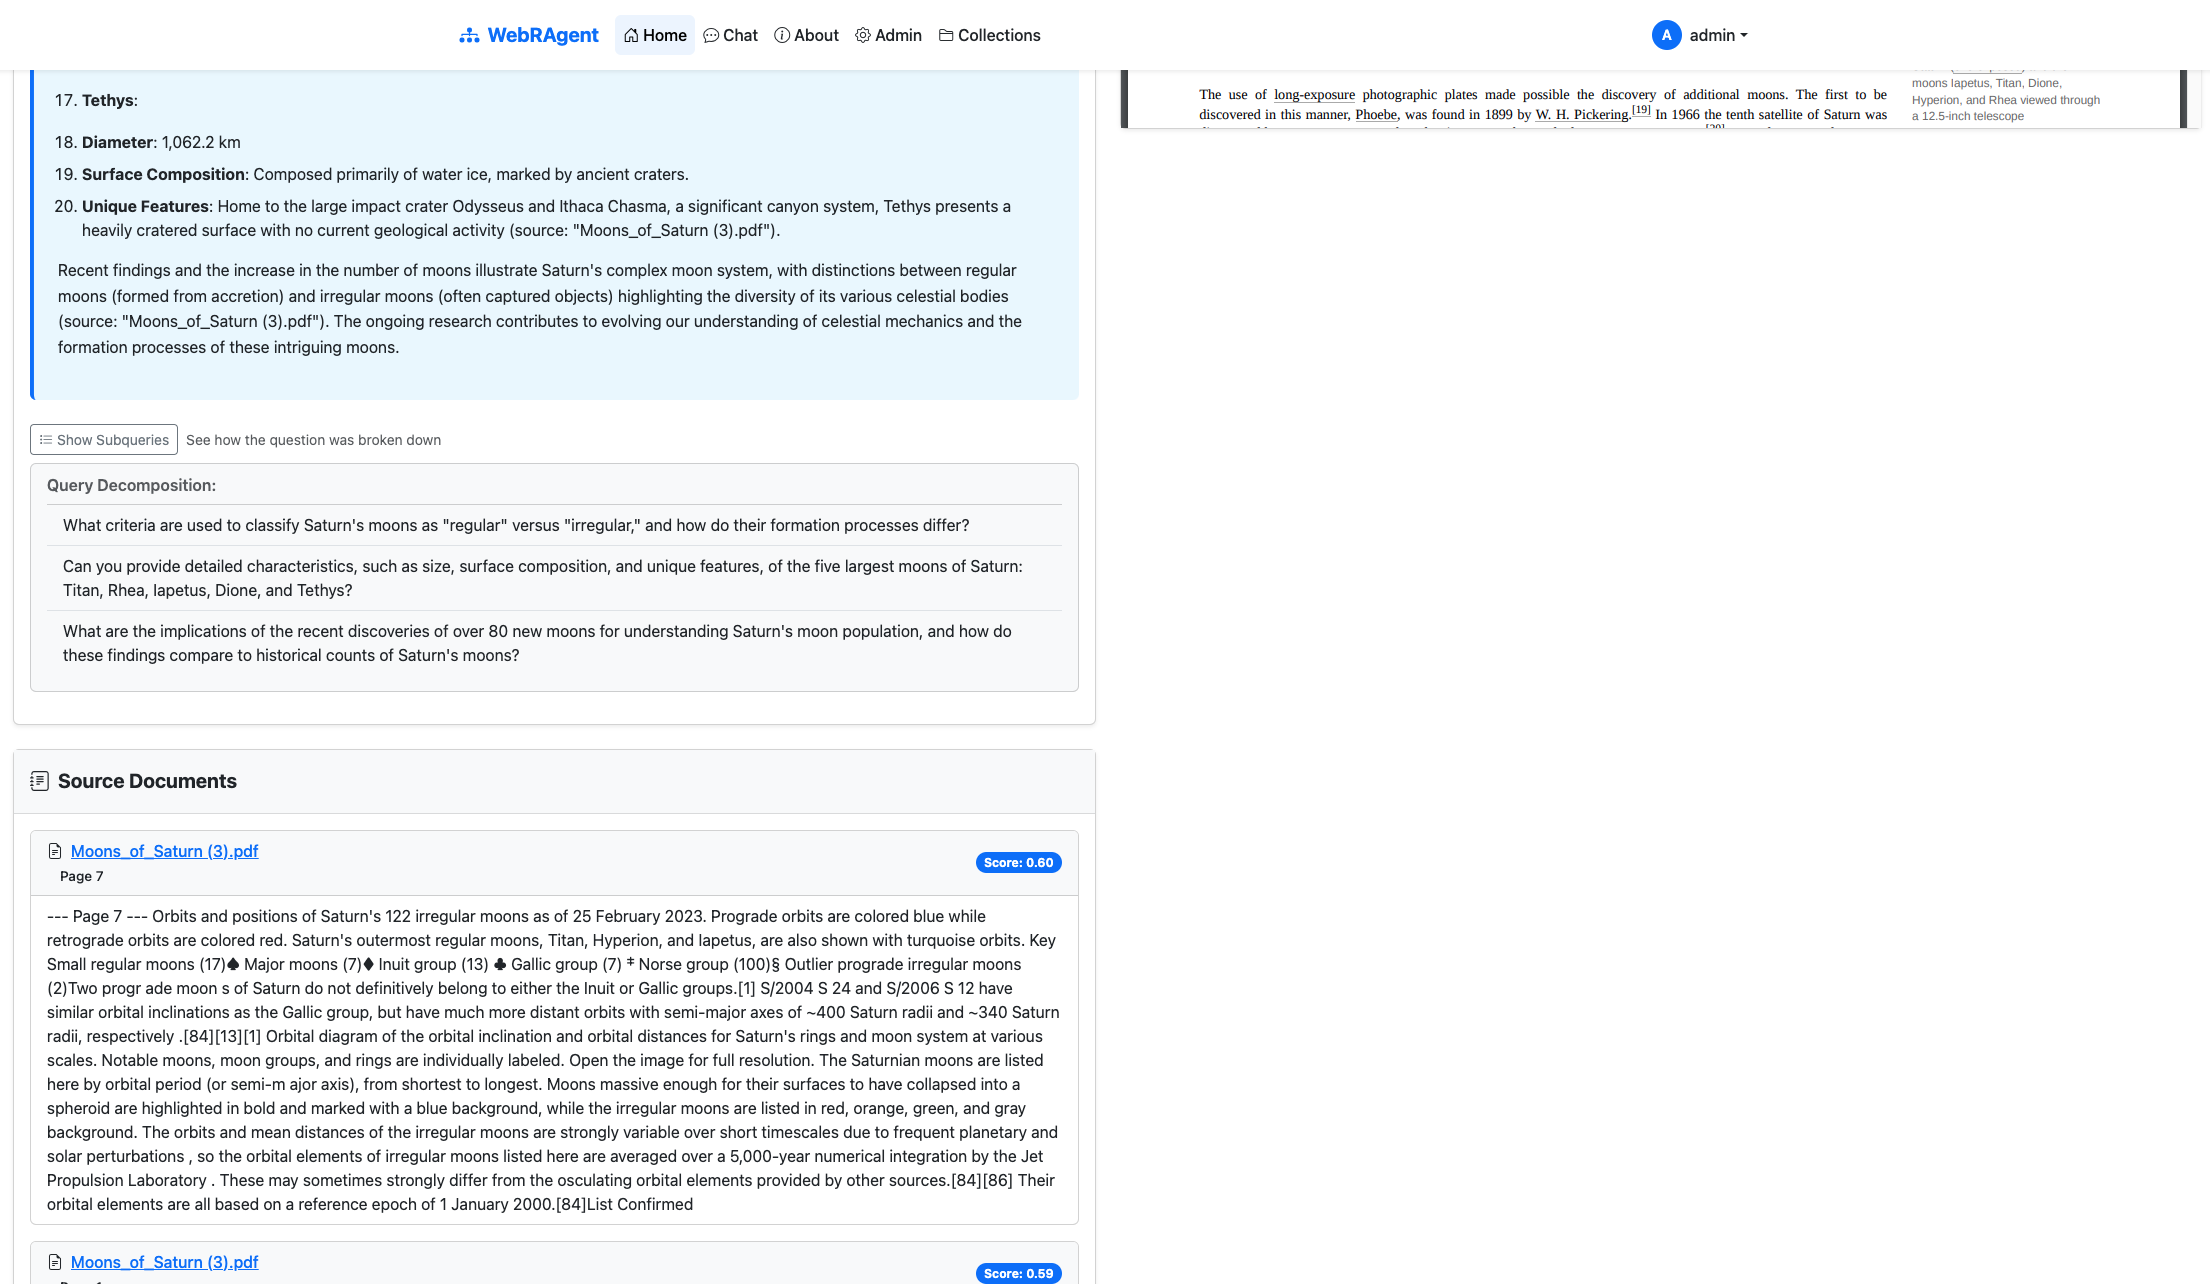 WebRAgent Home Chat About Admin Collections A admin
17. Tethys:
18. Diameter: 1,062.2 km
19. Surface Composition: Composed primarily of water ice, marked by ancient craters.
20. Unique Features: Home to the large impact crater Odysseus and Ithaca Chasma, a significant canyon system, Tethys presents a
heavily cratered surface with no current geological activity (source: "Moons_of_Saturn (3).pdf").
Recent findings and the increase in the number of moons illustrate Saturn's complex moon system, with distinctions between regular
moons (formed from accretion) and irregular moons (often captured objects) highlighting the diversity of its various celestial bodies
(source: "Moons_of_Saturn (3).pdf"). The ongoing research contributes to evolving our understanding of celestial mechanics and the
formation processes of these intriguing moons.
Show Subqueries See how the question was broken down
Query Decomposition:
What criteria are used to classify Saturn's moons as "regular" versus "irregular," and how do their formation processes differ?
Can you provide detailed characteristics, such as size, surface composition, and unique features, of the five largest moons of Saturn:
Titan, Rhea, Iapetus, Dione, and Tethys?
What are the implications of the recent discoveries of over 80 new moons for understanding Saturn's moon population, and how do
these findings compare to historical counts of Saturn's moons?
Source Documents
Moons_of_Saturn (3).pdf
Page 7
Score: 0.60
--- Page 7 --- Orbits and positions of Saturn's 122 irregular moons as of 25 February 2023. Prograde orbits are colored blue while
retrograde orbits are colored red. Saturn's outermost regular moons, Titan, Hyperion, and Iapetus, are also shown with turquoise orbits. Key
Small regular moons (17)♠ Major moons (7)♦ Inuit group (13) ♣ Gallic group (7) ‡ Norse group (100)§ Outlier prograde irregular moons
(2)Two progr ade moon s of Saturn do not definitively belong to either the Inuit or Gallic groups.[1] S/2004 S 24 and S/2006 S 12 have
similar orbital inclinations as the Gallic group, but have much more distant orbits with semi-major axes of ~400 Saturn radii and ~340 Saturn
radii, respectively .[84][13][1] Orbital diagram of the orbital inclination and orbital distances for Saturn's rings and moon system at various
scales. Notable moons, moon groups, and rings are individually labeled. Open the image for full resolution. The Saturnian moons are listed
here by orbital period (or semi-m ajor axis), from shortest to longest. Moons massive enough for their surfaces to have collapsed into a
spheroid are highlighted in bold and marked with a blue background, while the irregular moons are listed in red, orange, green, and gray
background. The orbits and mean distances of the irregular moons are strongly variable over short timescales due to frequent planetary and
solar perturbations , so the orbital elements of irregular moons listed here are averaged over a 5,000-year numerical integration by the Jet
Propulsion Laboratory . These may sometimes strongly differ from the osculating orbital elements provided by other sources.[84][86] Their
orbital elements are all based on a reference epoch of 1 January 2000.[84]List Confirmed
Moons_of_Saturn (3).pdf
Score: 0.59
The use of long-exposure photographic plates made possible the discovery of additional moons. The first to be
discovered in this manner, Phoebe, was found in 1899 by W. H. Pickering.[19] In 1966 the tenth satellite of Saturn was
moons Iapetus, Titan, Dione,
Hyperion, and Rhea viewed through
a 12.5-inch telescope